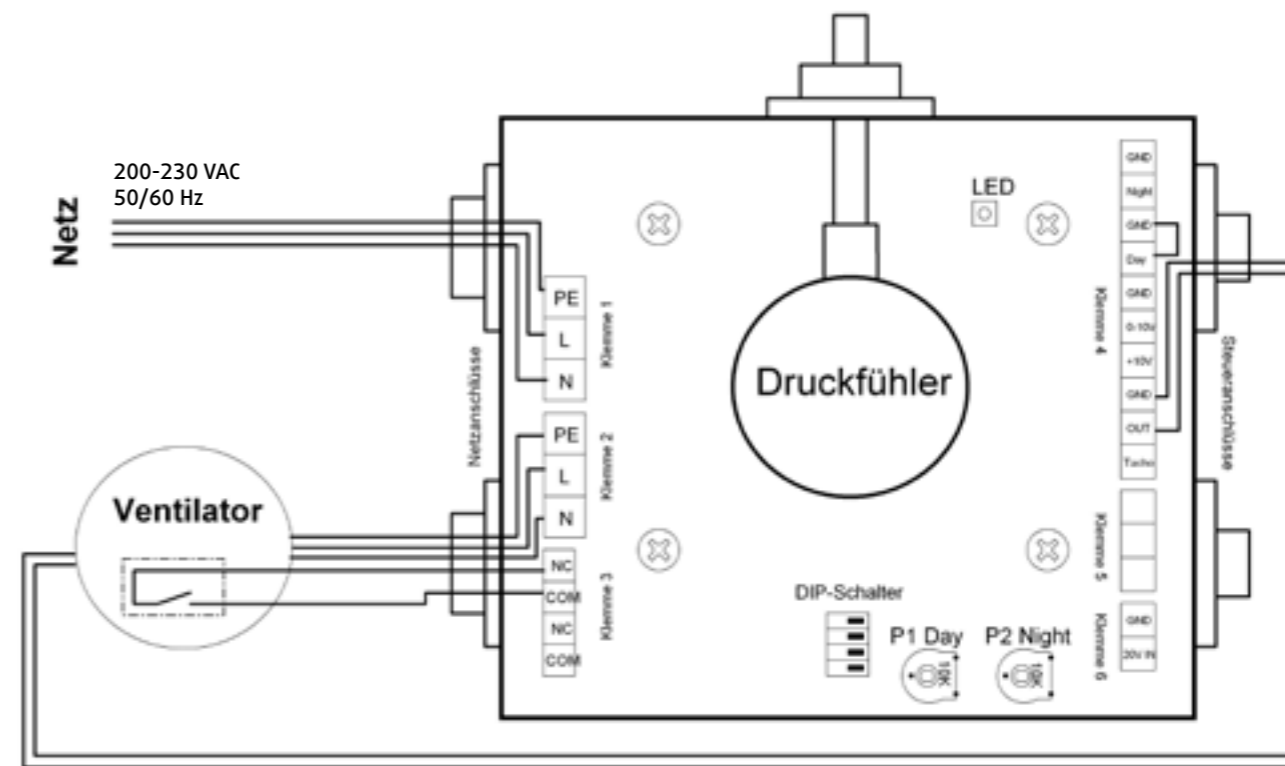 200-230 VAC
50/60 Hz
Netz
LED
GND
Night
GND
Day
GND
0-10V
+10V
GND
OUT
Tacho
Klemme 4
Steueranschlüsse
PE
L
N
Klemme 1
Netzanschlüsse
Druckfühler
PE
L
N
Klemme 2
Ventilator
NC
COM
NC
COM
Klemme 3
Klemme 5
DIP-Schalter
P1 Day
P2 Night
10K
10K
GND
20V IN
Klemme 6